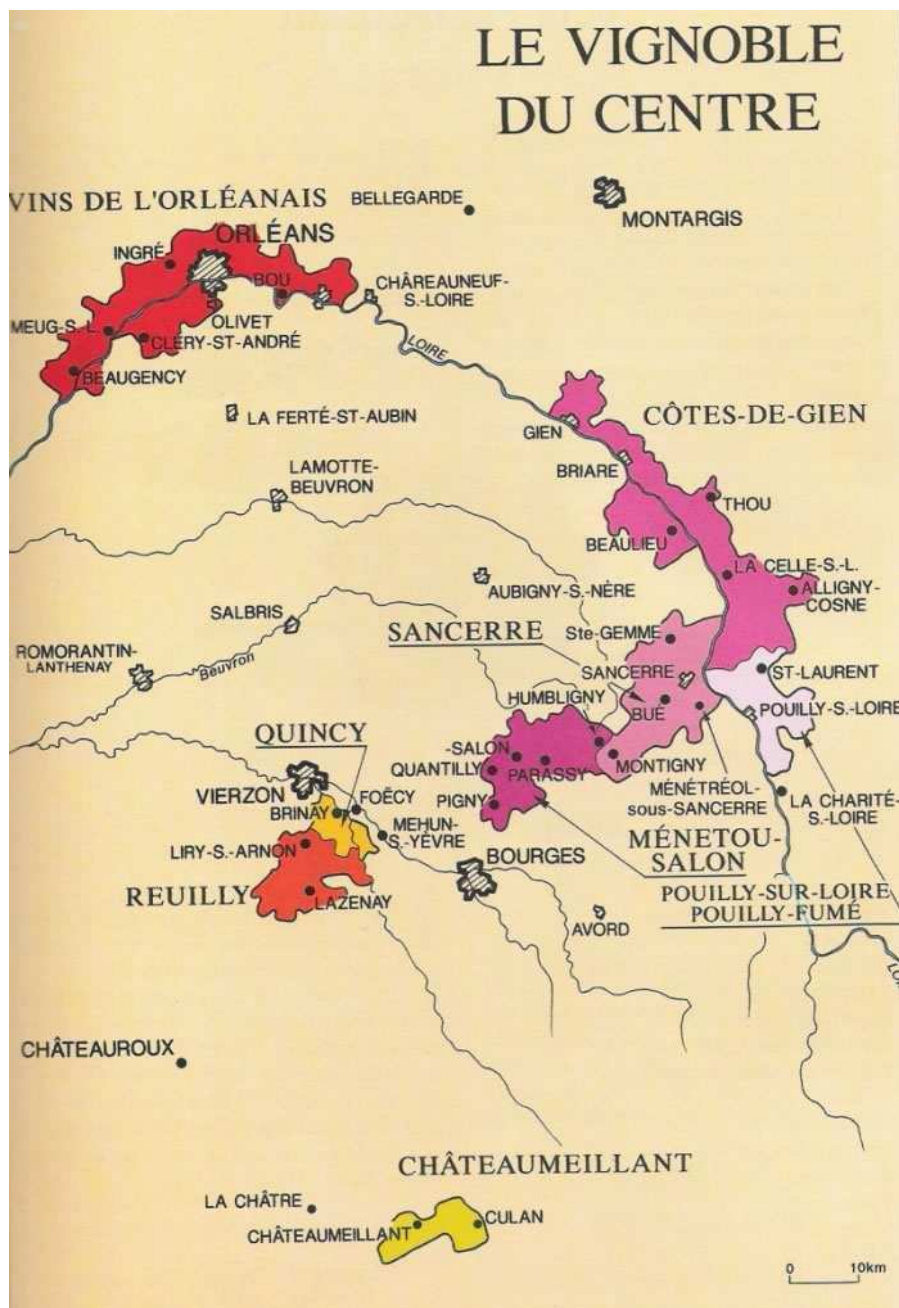 LE VIGNOBLE
DU CENTRE
VINS DE L'ORLÉANAIS
BELLEGARDE
MONTARGIS
ORLÉANS
INGRÉ
BOU
CHÂREAUNEUF-
S.-LOIRE
OLIVET
MEUG-S. L.
CLÉRY-ST-ANDRÉ
LOIRE
BEAUGENCY
LA FERTÉ-ST-AUBIN
CÔTES-DE-GIEN
GIEN
BRIARE
LAMOTTE-
BEUVRON
THOU
BEAULIEU
LA CELLE-S.-L.
ALLIGNY-
COSNE
AUBIGNY-S.-NÈRE
SALBRIS
SANCERRE
Ste-GEMME
ROMORANTIN-
LANTHENAY
Beuvron
SANCERRE
ST-LAURENT
HUMBLIGNY
BUÉ
POUILLY-S.-LOIRE
QUINCY
-SALON
QUANTILLY
PARASSY
MONTIGNY
VIERZON
FOËCY
PIGNY
MÉNÉTRÉOL-
sous-SANCERRE
LA CHARITÉ-
S.-LOIRE
BRINAY
MEHUN-
S.-YÈVRE
LIRY-S.-ARNON
BOURGES
MÉNETOU-
SALON
REUILLY
LAZENAY
POUILLY-SUR-LOIRE
POUILLY-FUMÉ
AVORD
CHÂTEAUROUX
CHÂTEAUMEILLANT
LA CHÂTRE
CHÂTEAUMEILLANT
CULAN
0 10km